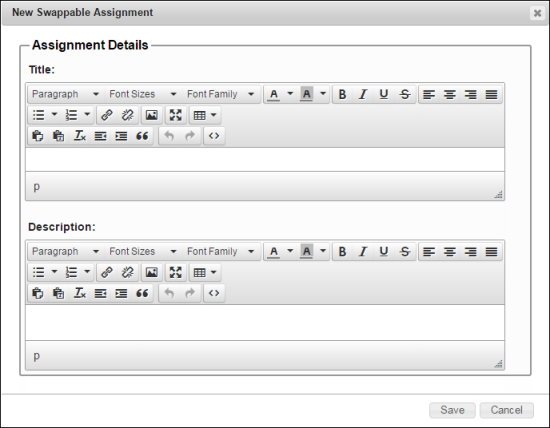 New Swappable Assignment
Assignment Details
Title:
Paragraph Font Sizes Font Family A A B I U S
p
Description:
Paragraph Font Sizes Font Family A A B I U S
p
Save Cancel